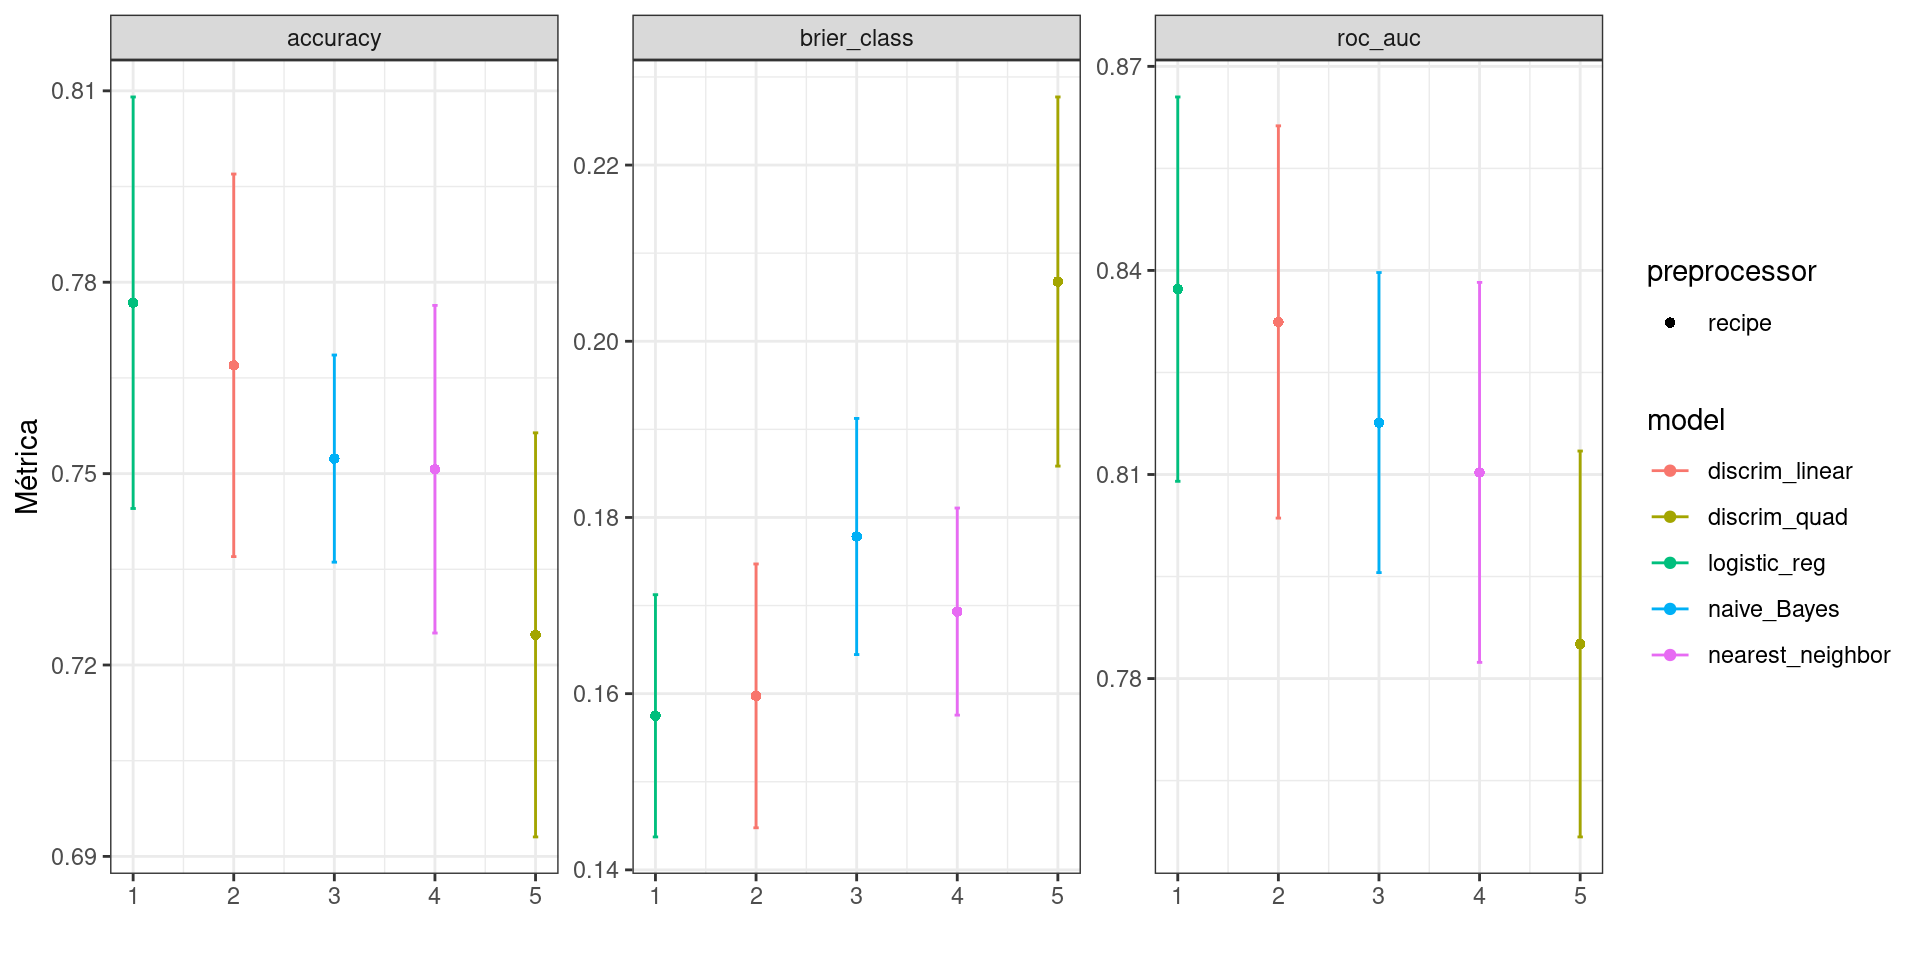 accuracy
brier_class
roc_auc
Métrica
0.81
0.78
0.75
0.72
0.69
1
2
3
4
5
0.22
0.20
0.18
0.16
0.14
1
2
3
4
5
0.87
0.84
0.81
0.78
1
2
3
4
5
preprocessor
recipe
model
discrim_linear
discrim_quad
logistic_reg
naive_Bayes
nearest_neighbor